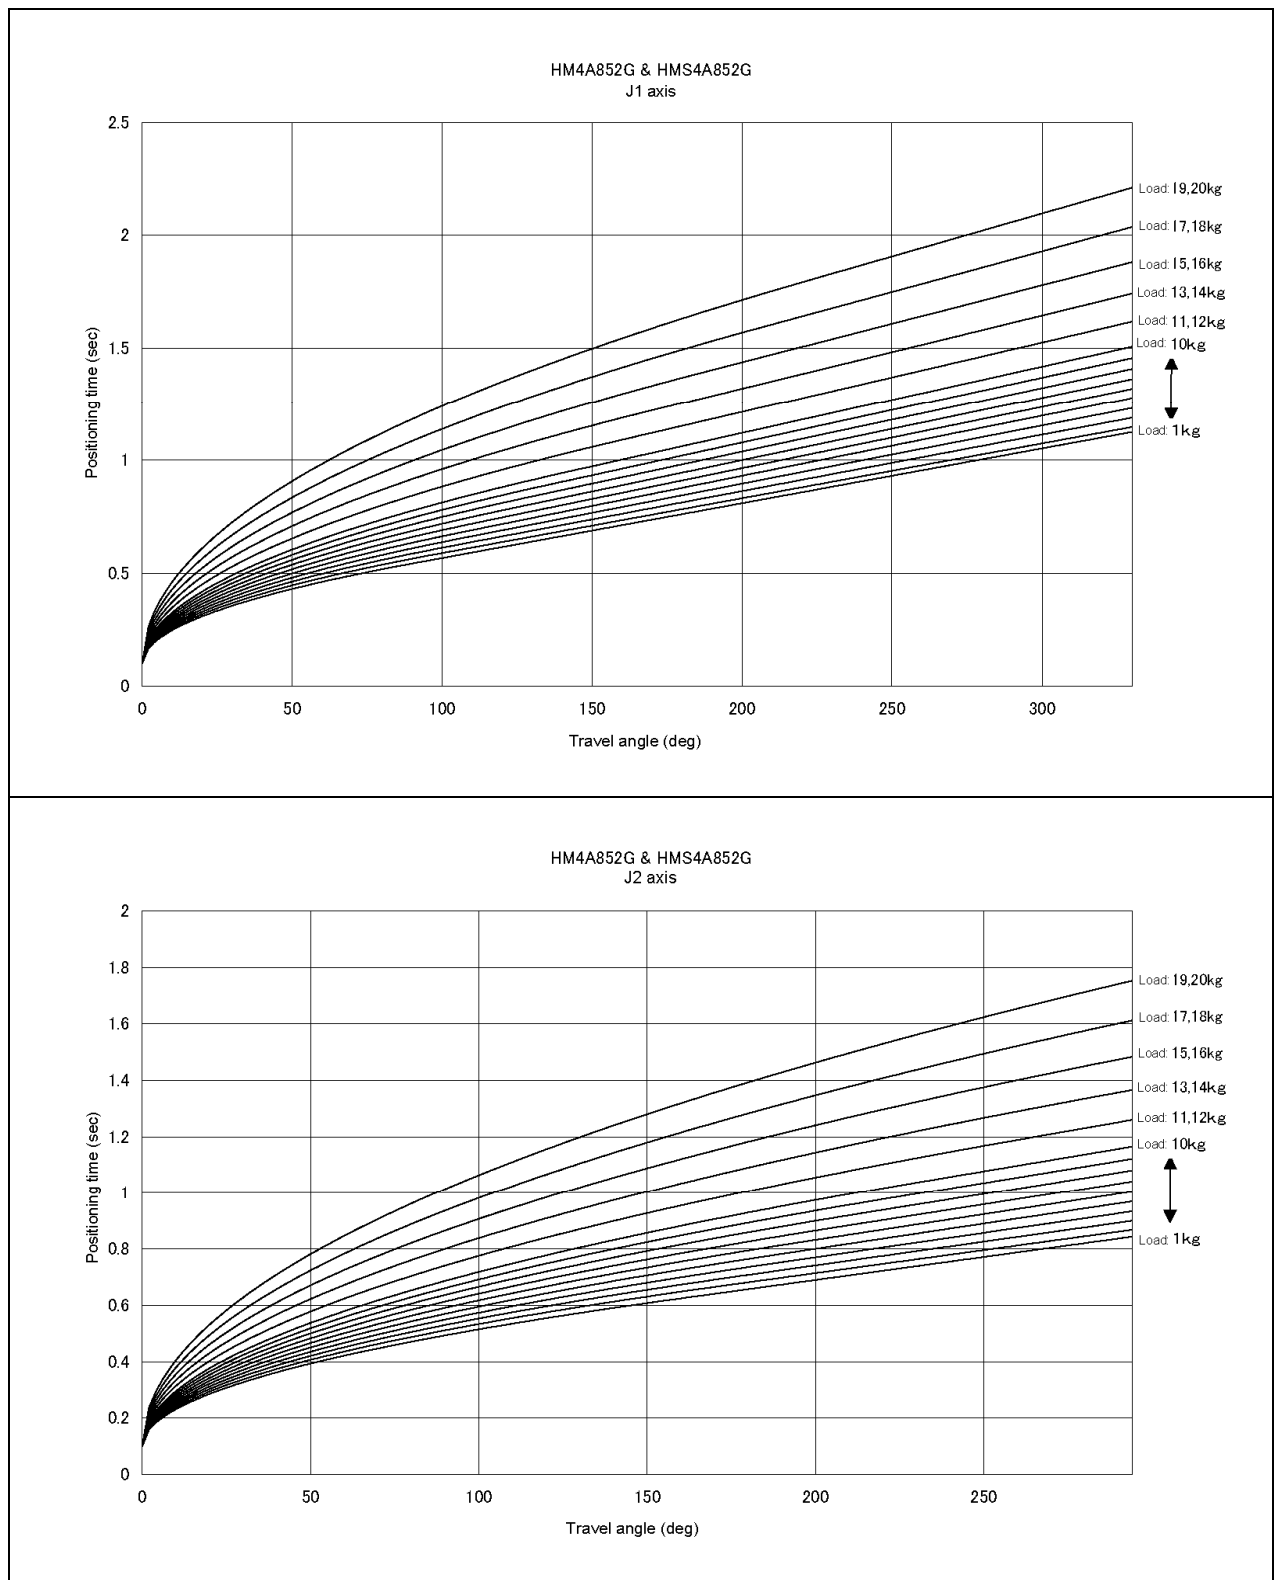 HM4A852G & HMS4A852G
J1 axis
2.5
2
1.5
1
0.5
0
Positioning time (sec)
0 50 100 150 200 250 300
Travel angle (deg)
Load: 19,20kg
Load: 17,18kg
Load: 15,16kg
Load: 13,14kg
Load: 11,12kg
Load: 10kg
Load: 1kg
HM4A852G & HMS4A852G
J2 axis
2
1.8
1.6
1.4
1.2
1
0.8
0.6
0.4
0.2
0
Positioning time (sec)
0 50 100 150 200 250
Travel angle (deg)
Load: 19,20kg
Load: 17,18kg
Load: 15,16kg
Load: 13,14kg
Load: 11,12kg
Load: 10kg
Load: 1kg